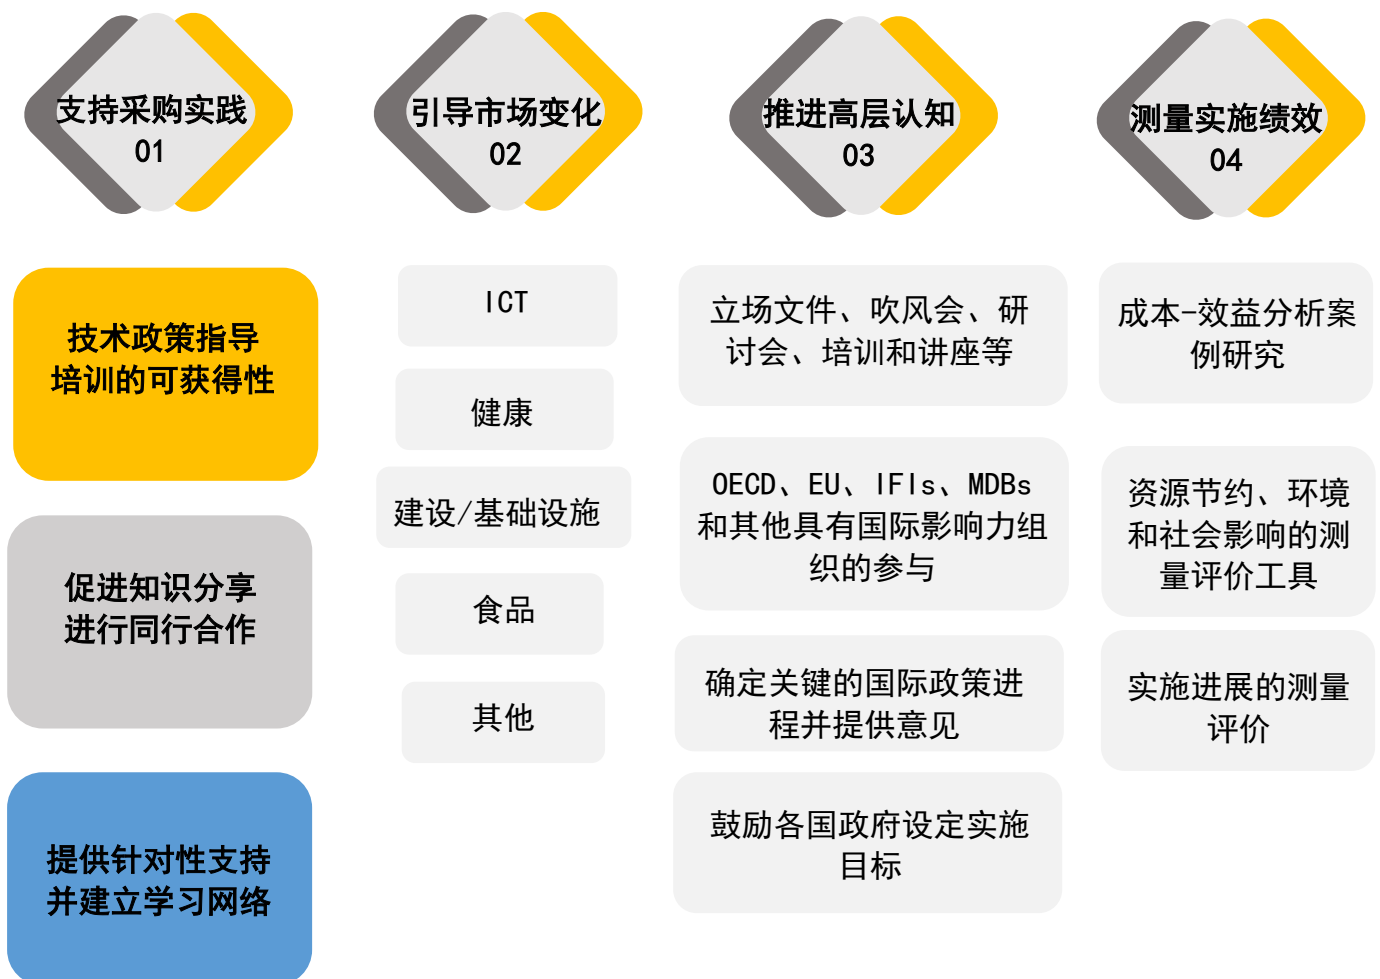 支持采购实践
01
引导市场变化
02
推进高层认知
03
测量实施绩效
04
技术政策指导
培训的可获得性
促进知识分享
进行同行合作
提供针对性支持
并建立学习网络
ICT
健康
建设/基础设施
食品
其他
立场文件、吹风会、研
讨会、培训和讲座等
OECD、EU、IFIs、MDBs
和其他具有国际影响力组
织的参与
确定关键的国际政策进
程并提供意见
鼓励各国政府设定实施
目标
成本-效益分析案
例研究
资源节约、环境
和社会影响的测
量评价工具
实施进展的测量
评价